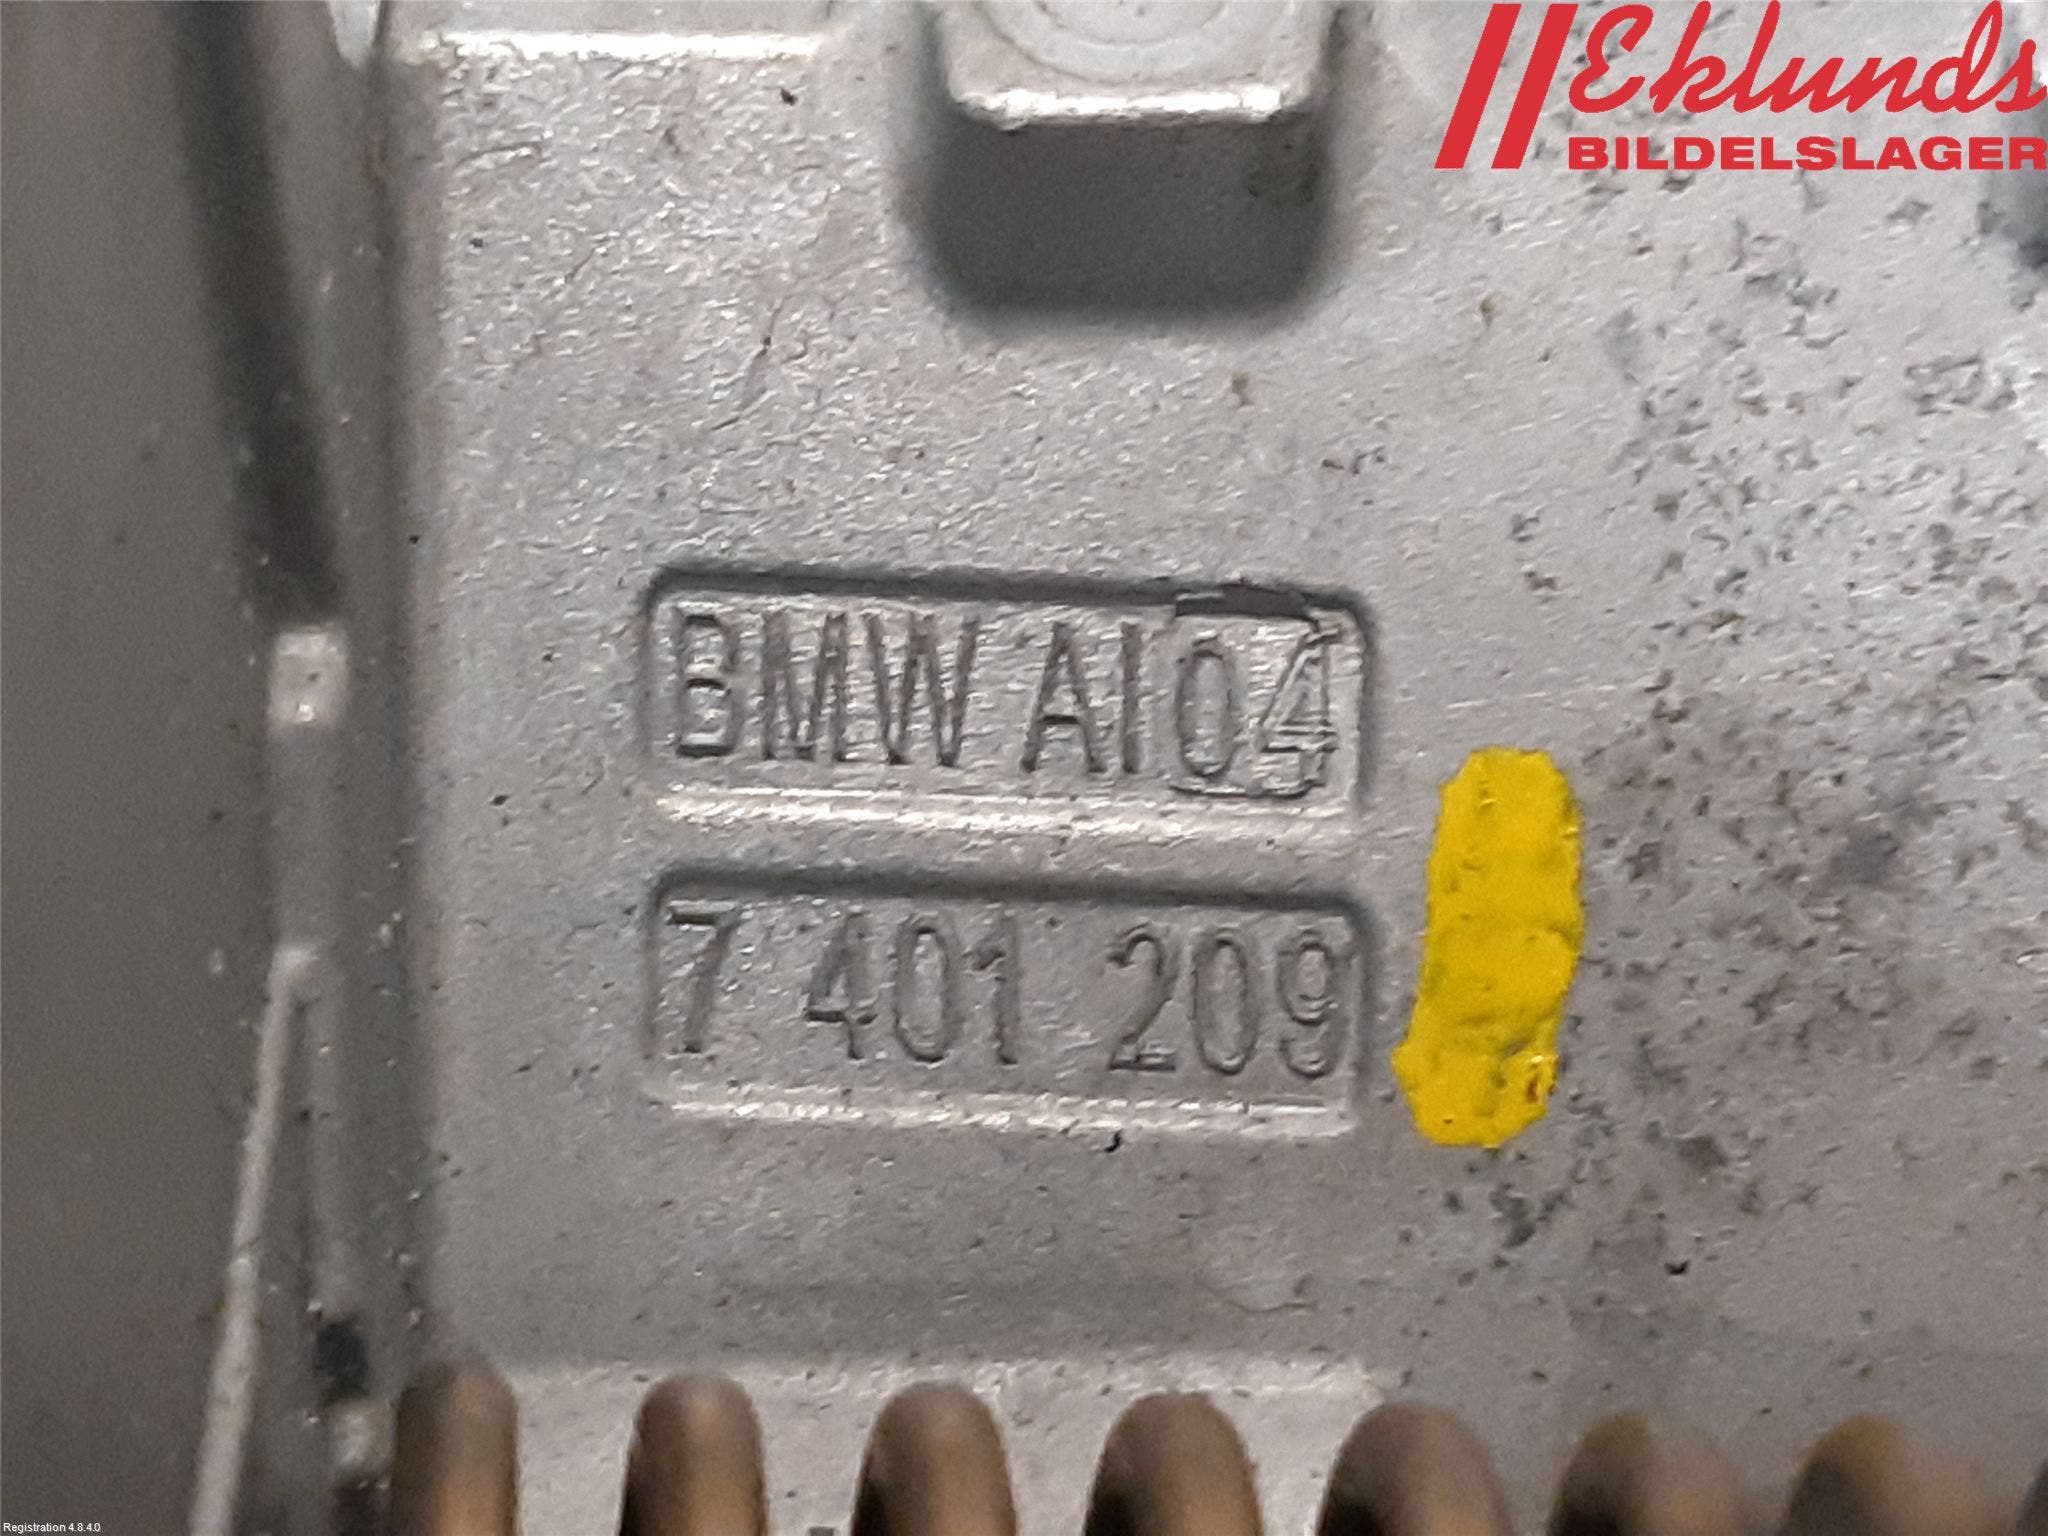 Eklunds
BILDELSLAGER
BMW AI04
7 401 209
Registration 4.8.4.0